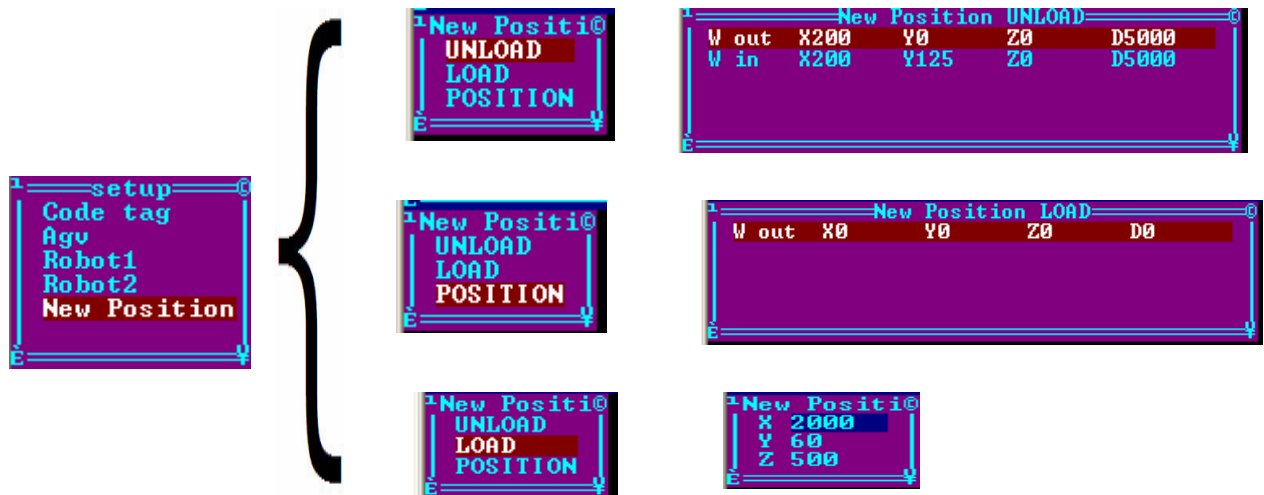 setup
Code tag
Agv
Robot1
Robot2
New Position
New Positi
UNLOAD
LOAD
POSITION
New Position UNLOAD
W out X200 Y0 Z0 D5000
W in X200 Y125 Z0 D5000
New Positi
UNLOAD
LOAD
POSITION
New Position LOAD
W out X0 Y0 Z0 D0
New Positi
UNLOAD
LOAD
POSITION
New Positi
X 2000
Y 60
Z 500